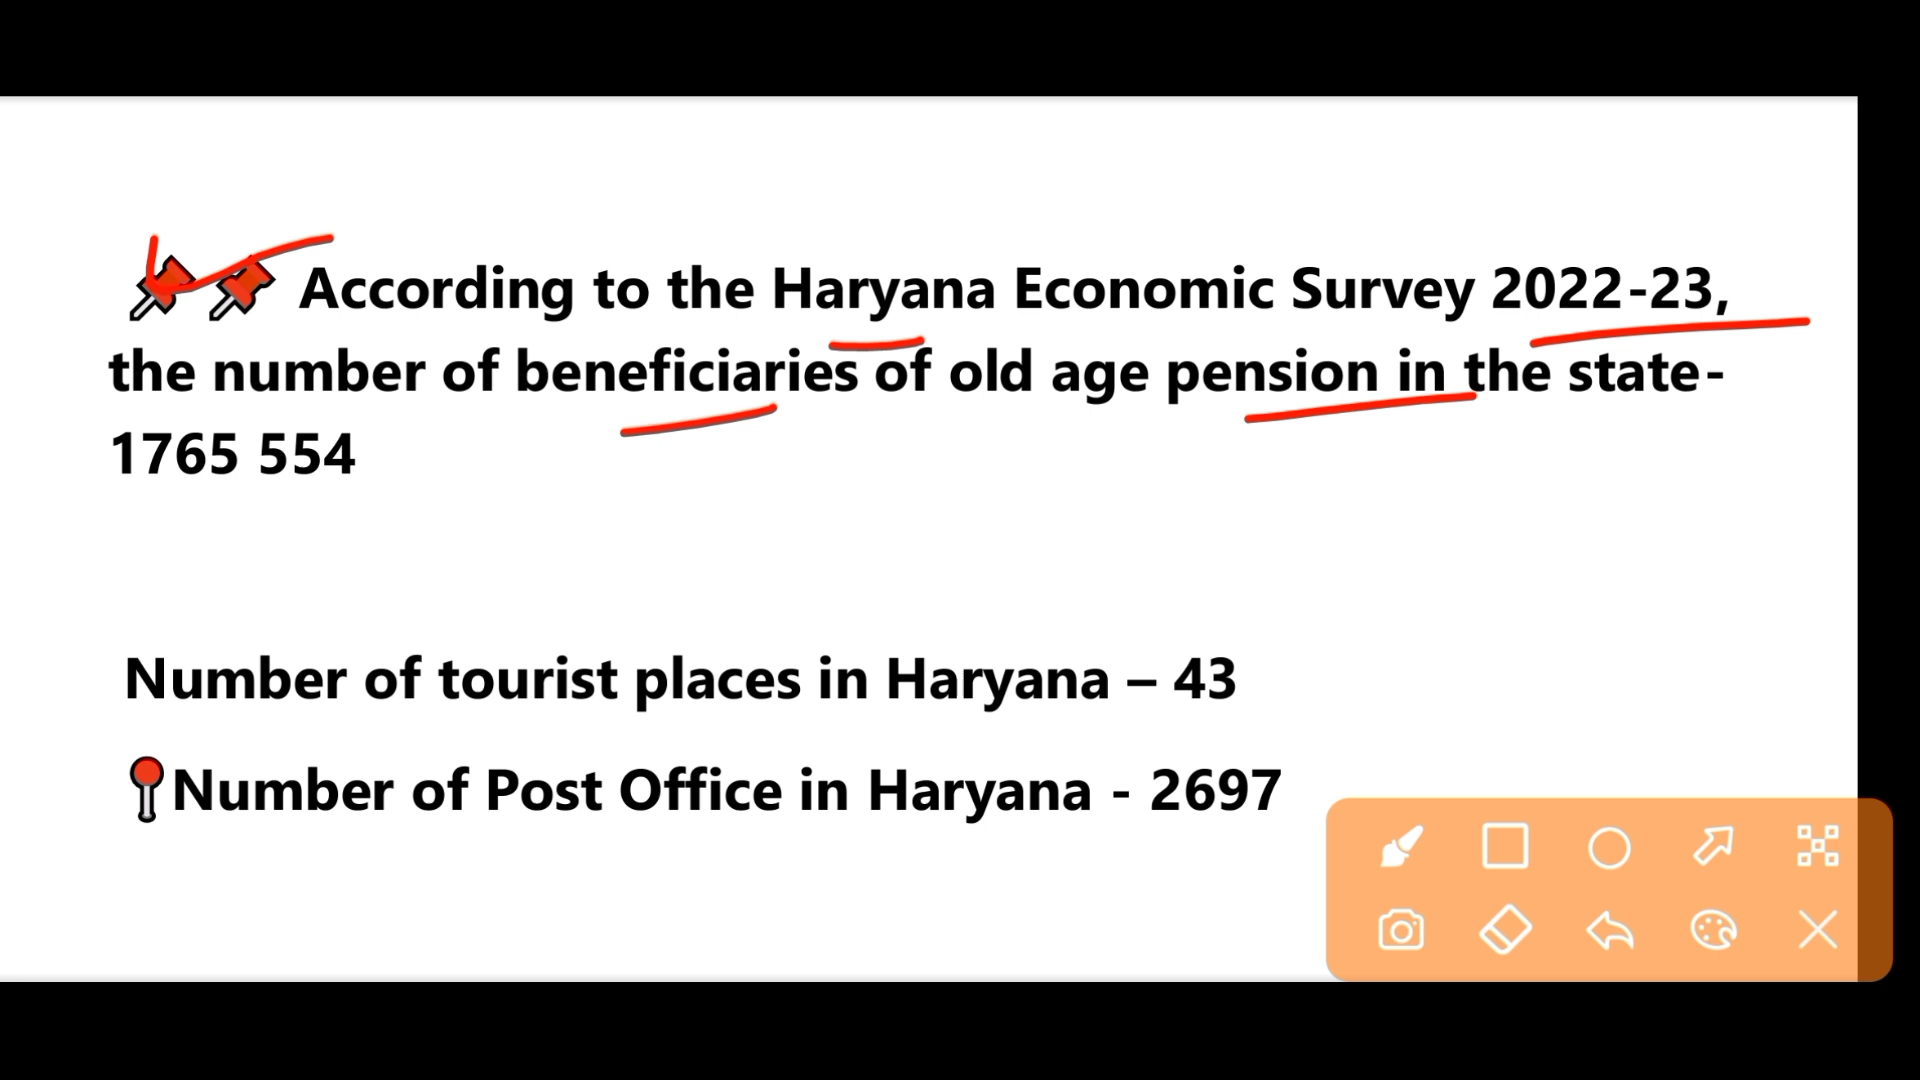 According to the Haryana Economic Survey 2022-23,
the number of beneficiaries of old age pension in the state-
1765 554
Number of tourist places in Haryana – 43
Number of Post Office in Haryana - 2697